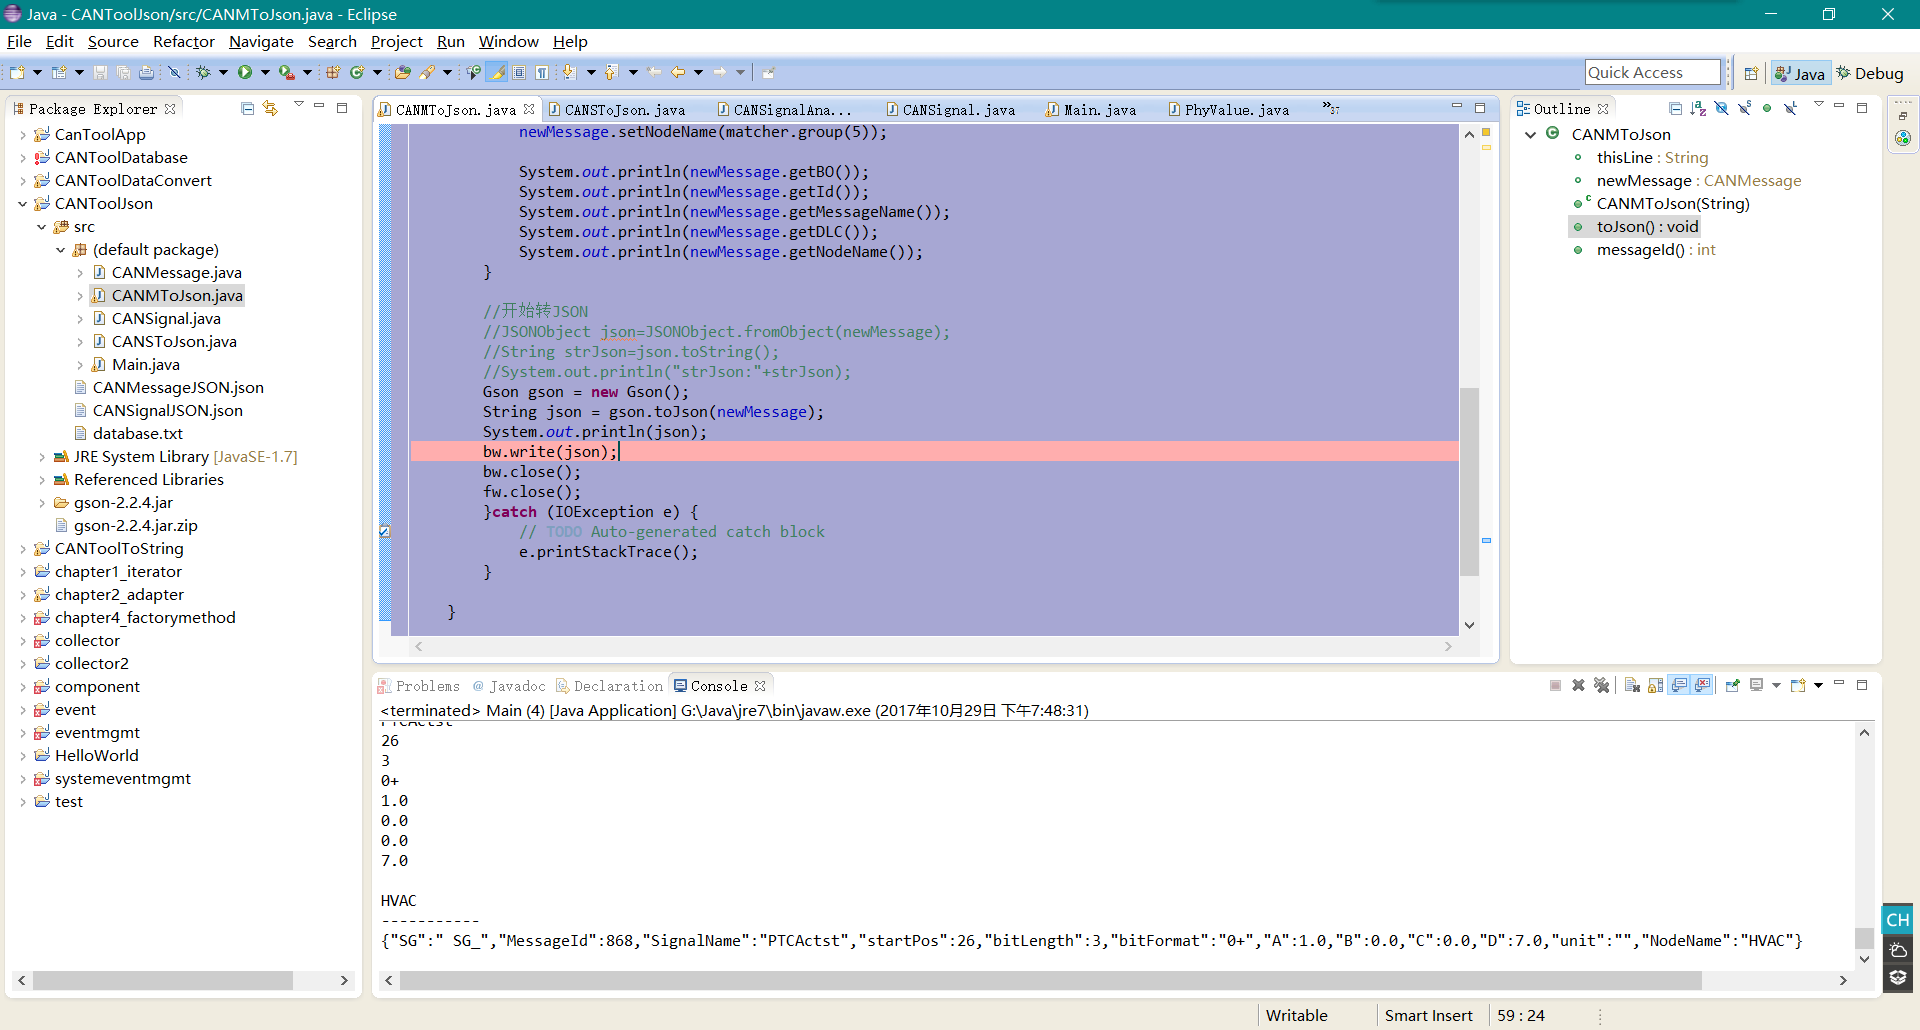 Java - CANToolJson/src/CANMToJson.java - Eclipse
File Edit Source Refactor Navigate Search Project Run Window Help
Quick Access Java Debug
Package Explorer
CanToolApp
CANToolDatabase
CANToolDataConvert
CANToolJson
src
(default package)
CANMessage.java
CANMToJson.java
CANSignal.java
CANSToJson.java
Main.java
CANMessageJSON.json
CANSignalJSON.json
database.txt
JRE System Library [JavaSE-1.7]
Referenced Libraries
gson-2.2.4.jar
gson-2.2.4.jar.zip
CANToolToString
chapter1_iterator
chapter2_adapter
chapter4_factorymethod
collector
collector2
component
event
eventmgmt
HelloWorld
systemeventmgmt
test
CANMToJson.java CANSToJson.java CANSignalAna... CANSignal.java Main.java PhyValue.java »37
newMessage.setNodeName(matcher.group(5));
System.out.println(newMessage.getBO());
System.out.println(newMessage.getId());
System.out.println(newMessage.getMessageName());
System.out.println(newMessage.getDLC());
System.out.println(newMessage.getNodeName());
}
//开始转JSON
//JSONObject json=JSONObject.fromObject(newMessage);
//String strJson=json.toString();
//System.out.println("strJson:"+strJson);
Gson gson = new Gson();
String json = gson.toJson(newMessage);
System.out.println(json);
bw.write(json);
bw.close();
fw.close();
}catch (IOException e) {
// TODO Auto-generated catch block
e.printStackTrace();
}
}
Outline
CANMToJson
thisLine : String
newMessage : CANMessage
CANMToJson(String)
toJson() : void
messageId() : int
Problems @ Javadoc Declaration Console
<terminated> Main (4) [Java Application] G:\Java\jre7\bin\javaw.exe (2017年10月29日 下午7:48:31)
PTCActst
26
3
0+
1.0
0.0
0.0
7.0
HVAC
-----------
{"SG":" SG_","MessageId":868,"SignalName":"PTCActst","startPos":26,"bitLength":3,"bitFormat":"0+","A":1.0,"B":0.0,"C":0.0,"D":7.0,"unit":"","NodeName":"HVAC"}
CH
Writable Smart Insert 59 : 24